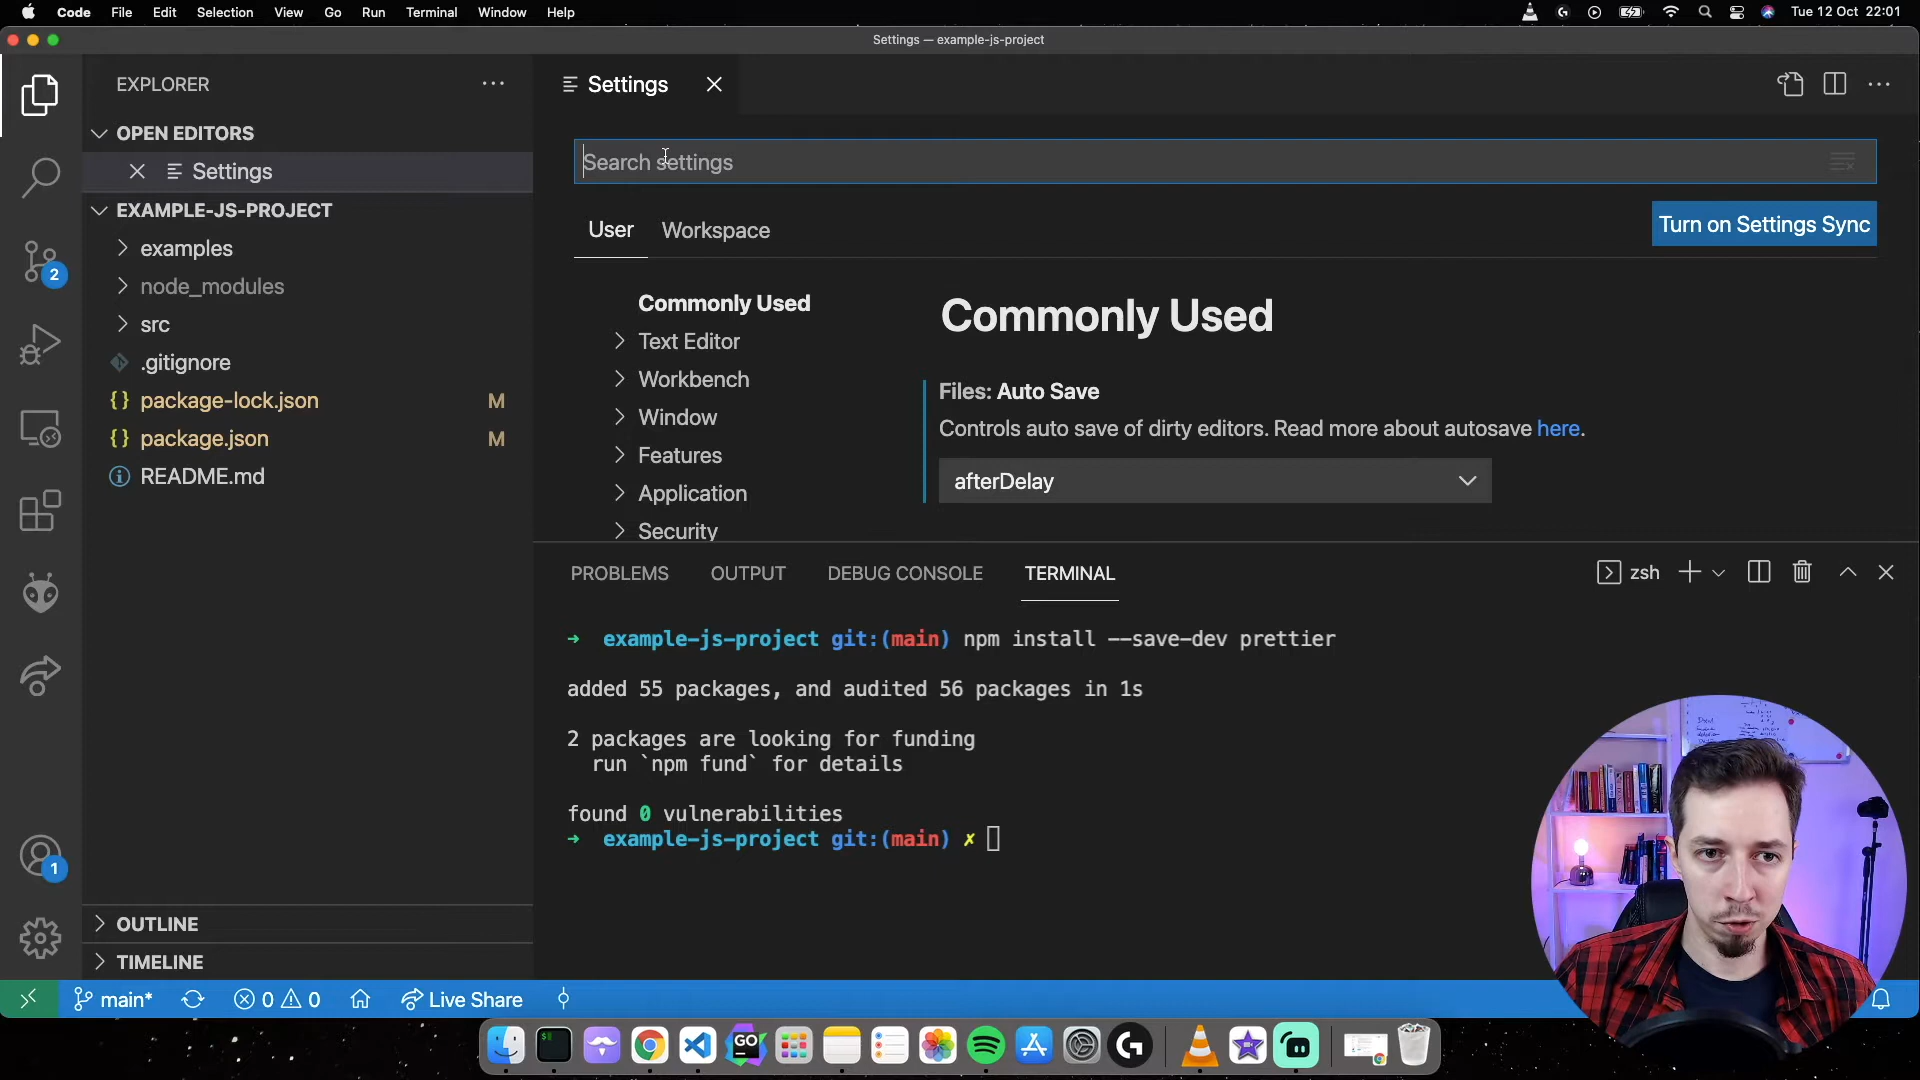 Code File Edit Selection View Go Run Terminal Window Help
Tue 12 Oct 22:01
Settings — example-js-project
EXPLORER
OPEN EDITORS
Settings
EXAMPLE-JS-PROJECT
examples
node_modules
src
.gitignore
package-lock.json M
package.json M
README.md
OUTLINE
TIMELINE
2
1
Settings
Search settings
User Workspace
Turn on Settings Sync
Commonly Used
Text Editor
Workbench
Window
Features
Application
Security
Commonly Used
Files: Auto Save
Controls auto save of dirty editors. Read more about autosave here.
afterDelay
PROBLEMS OUTPUT DEBUG CONSOLE TERMINAL
zsh
→ example-js-project git:(main) npm install --save-dev prettier
added 55 packages, and audited 56 packages in 1s
2 packages are looking for funding
run `npm fund` for details
found 0 vulnerabilities
→ example-js-project git:(main) ✗
main* 0 0 Live Share
GO